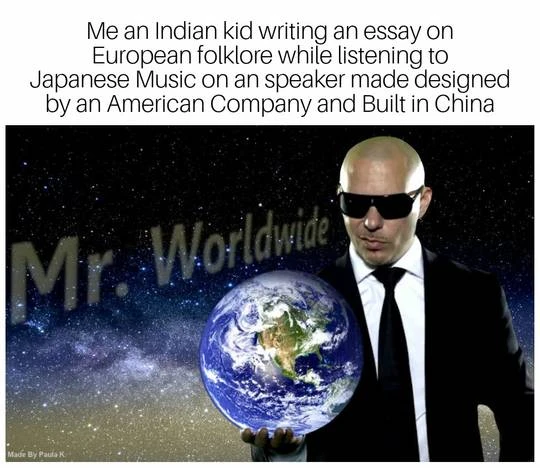 Me an Indian kid writing an essay on
European folklore while listening to
Japanese Music on an speaker made designed
by an American Company and Built in China
Mr. Worldwide
Made By Paula K.